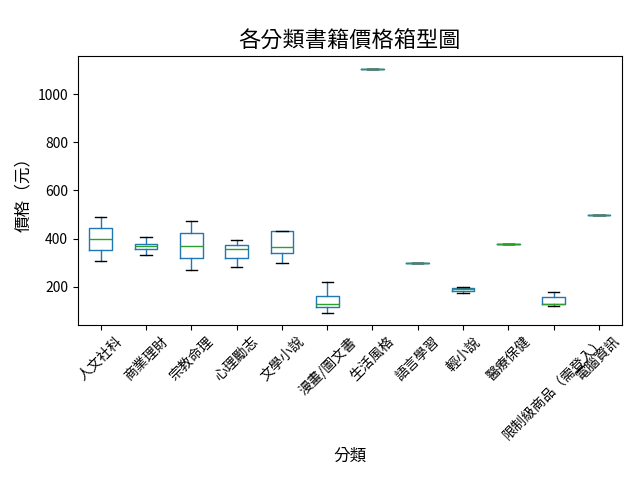 各分類書籍價格箱型圖
價格（元）
1000
800
600
400
200
人文社科
商業理財
宗教命理
心理勵志
文學小說
漫畫/圖文書
生活風格
語言學習
輕小說
醫療保健
限制級商品（需登入）
電腦資訊
分類